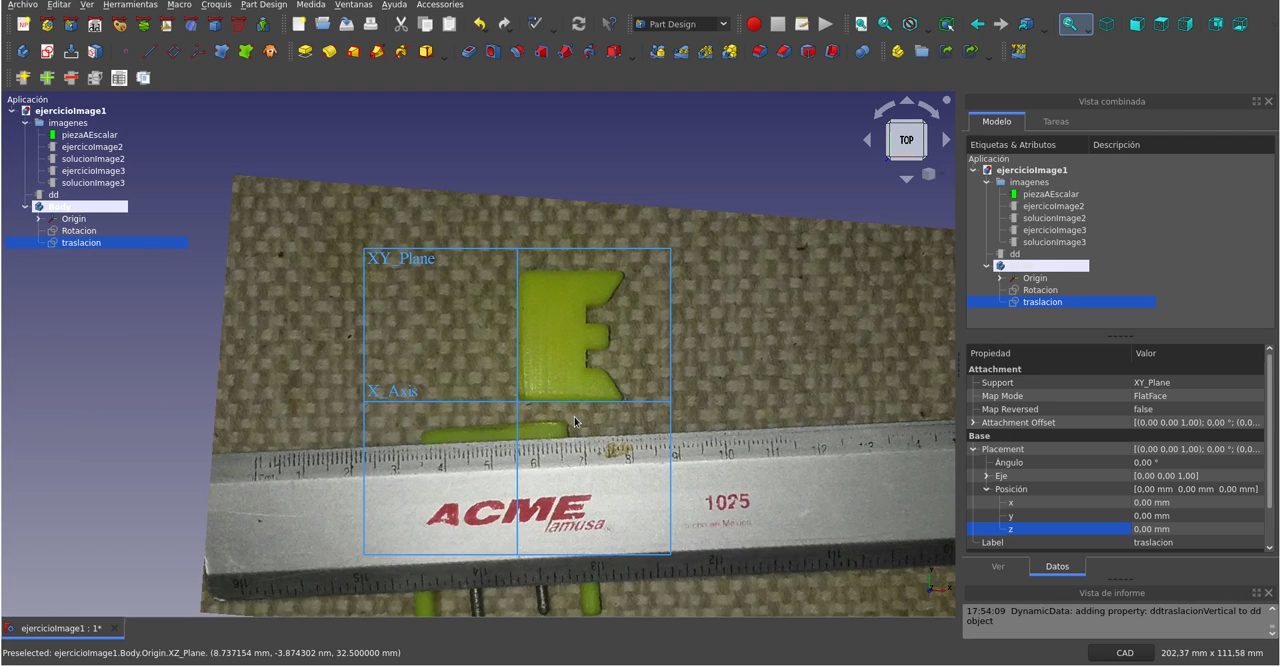 Archivo Editar Ver Herramientas Macro Croquis Part Design Medida Ventanas Ayuda Accessories
Part Design
Aplicación
ejercicioImage1
imagenes
piezaAEscalar
ejercicoImage2
solucionImage2
ejercicioImage3
solucionImage3
dd
Body
Origin
Rotacion
traslacion
XY_Plane
X_Axis
TOP
ACME
lamusa
1025
Hecho en México
Vista combinada
Modelo Tareas
Etiquetas & Atributos Descripción
Aplicación
ejercicioImage1
imagenes
piezaAEscalar
ejercicoImage2
solucionImage2
ejercicioImage3
solucionImage3
dd
Origin
Rotacion
traslacion
Propiedad Valor
Attachment
Support XY_Plane
Map Mode FlatFace
Map Reversed false
Attachment Offset [(0,00 0,00 1,00); 0,00 °; (0,0...
Base
Placement [(0,00 0,00 1,00); 0,00 °; (0,0...
Ángulo 0,00 °
Eje [0,00 0,00 1,00]
Posición [0,00 mm 0,00 mm 0,00 mm]
x 0,00 mm
y 0,00 mm
z 0,00 mm
Label traslacion
Ver Datos
Vista de informe
17:54:09 DynamicData: adding property: ddtraslacionVertical to dd
object
ejercicioImage1 : 1*
Preselected: ejercicioImage1.Body.Origin.XZ_Plane. (8.737154 mm, -3.874302 mm, 32.500000 mm)
CAD 202,37 mm x 111,58 mm